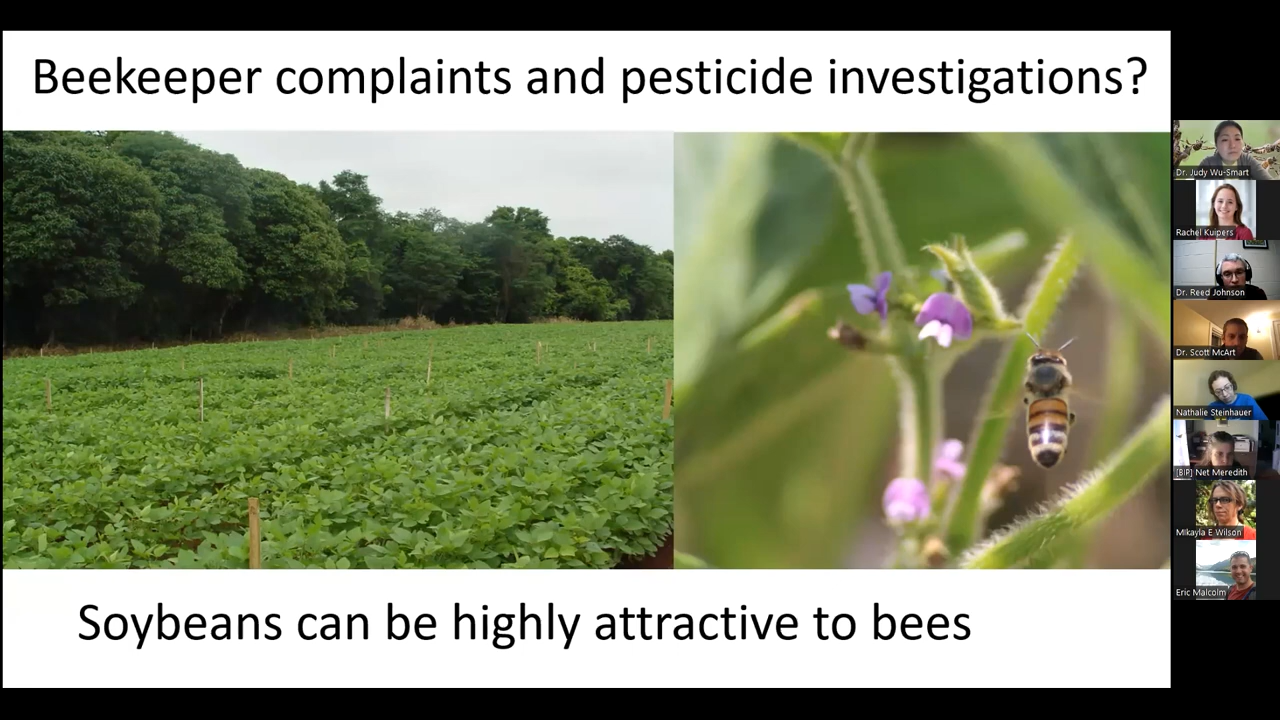 Beekeeper complaints and pesticide investigations?
Soybeans can be highly attractive to bees
Dr. Judy Wu-Smart
Rachel Kuipers
Dr. Reed Johnson
Dr. Scott McArt
Nathalie Steinhauer
[BIP] Net Meredith
Mikayla E Wilson
Eric Malcolm